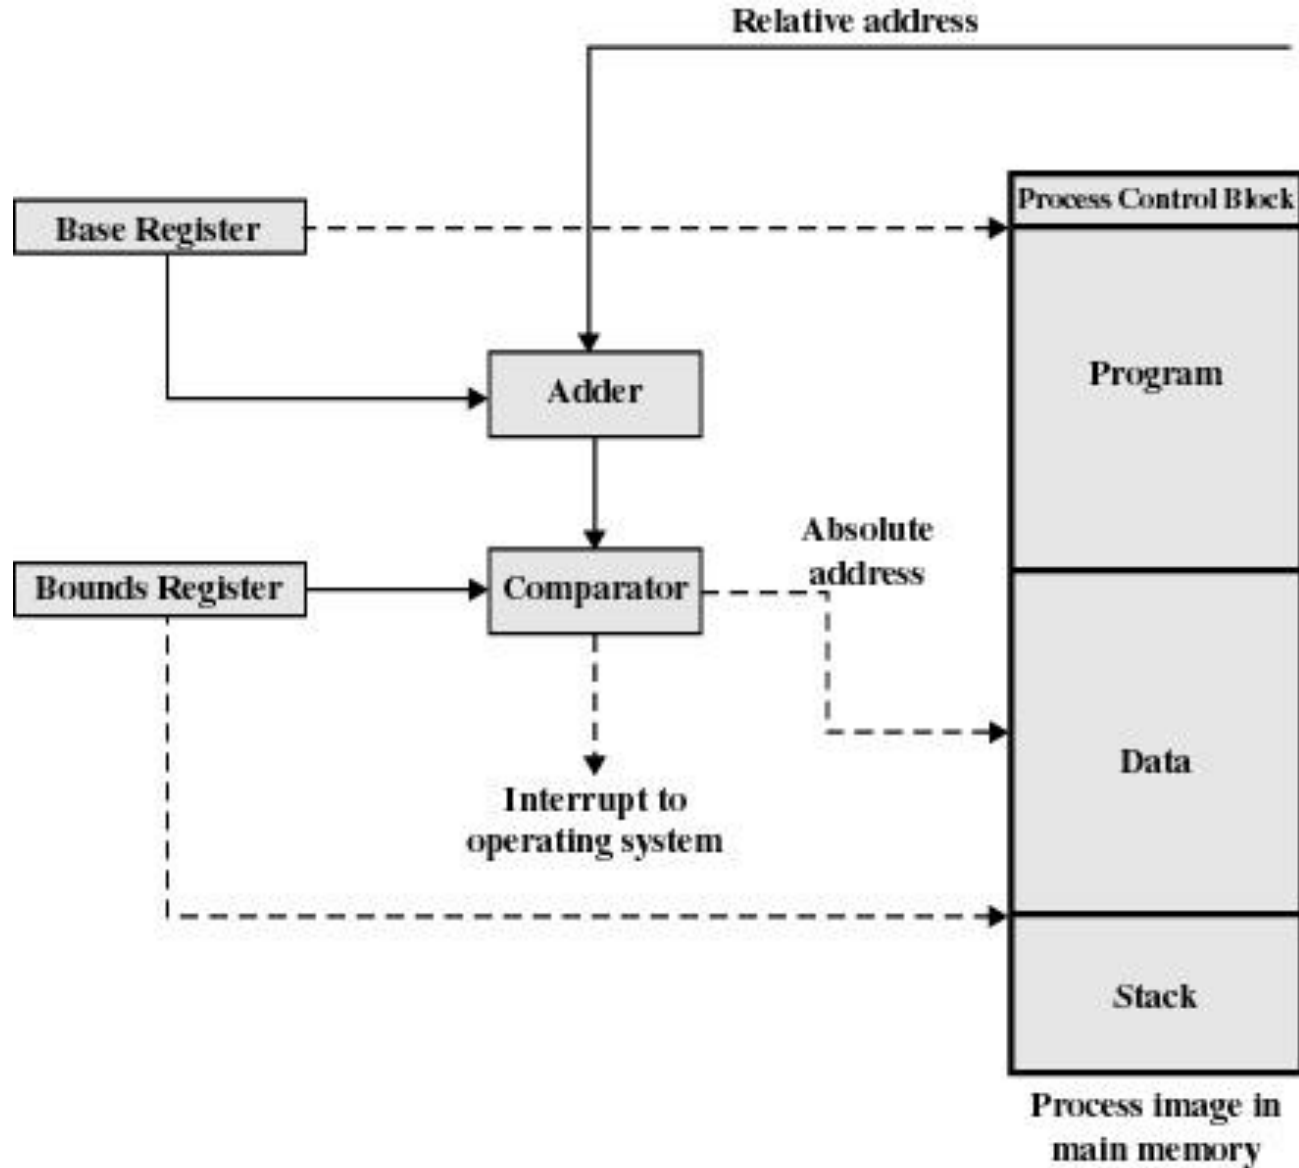 Relative address
Process Control Block
Base Register
Program
Adder
Absolute
address
Bounds Register
Comparator
Data
Interrupt to
operating system
Stack
Process image in
main memory